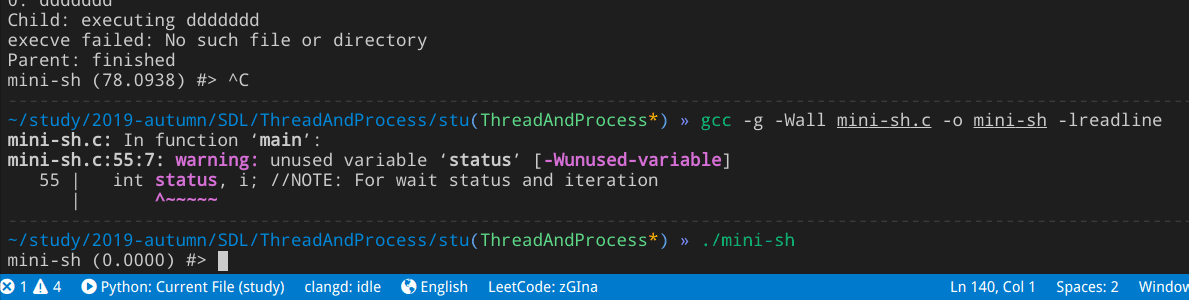 0: ddddddd
Child: executing ddddddd
execve failed: No such file or directory
Parent: finished
mini-sh (78.0938) #> ^C
~/study/2019-autumn/SDL/ThreadAndProcess/stu(ThreadAndProcess*) » gcc -g -Wall mini-sh.c -o mini-sh -lreadline
mini-sh.c: In function ‘main’:
mini-sh.c:55:7: warning: unused variable ‘status’ [-Wunused-variable]
55 | int status, i; //NOTE: For wait status and iteration
| ^~~~~~
~/study/2019-autumn/SDL/ThreadAndProcess/stu(ThreadAndProcess*) » ./mini-sh
mini-sh (0.0000) #>
1 4 Python: Current File (study) clangd: idle English LeetCode: zGIna Ln 140, Col 1 Spaces: 2 Window